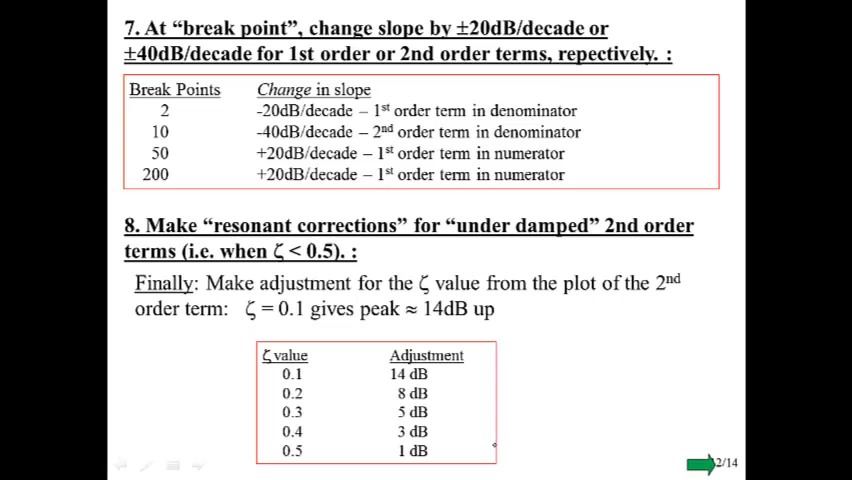 7. At “break point”, change slope by ±20dB/decade or
±40dB/decade for 1st order or 2nd order terms, repectively. :
Break Points Change in slope
2 -20dB/decade – 1st order term in denominator
10 -40dB/decade – 2nd order term in denominator
50 +20dB/decade – 1st order term in numerator
200 +20dB/decade – 1st order term in numerator
8. Make “resonant corrections” for “under damped” 2nd order
terms (i.e. when ζ < 0.5). :
Finally: Make adjustment for the ζ value from the plot of the 2nd
order term: ζ = 0.1 gives peak ≈ 14dB up
ζ value Adjustment
0.1 14 dB
0.2 8 dB
0.3 5 dB
0.4 3 dB
0.5 1 dB
2/14